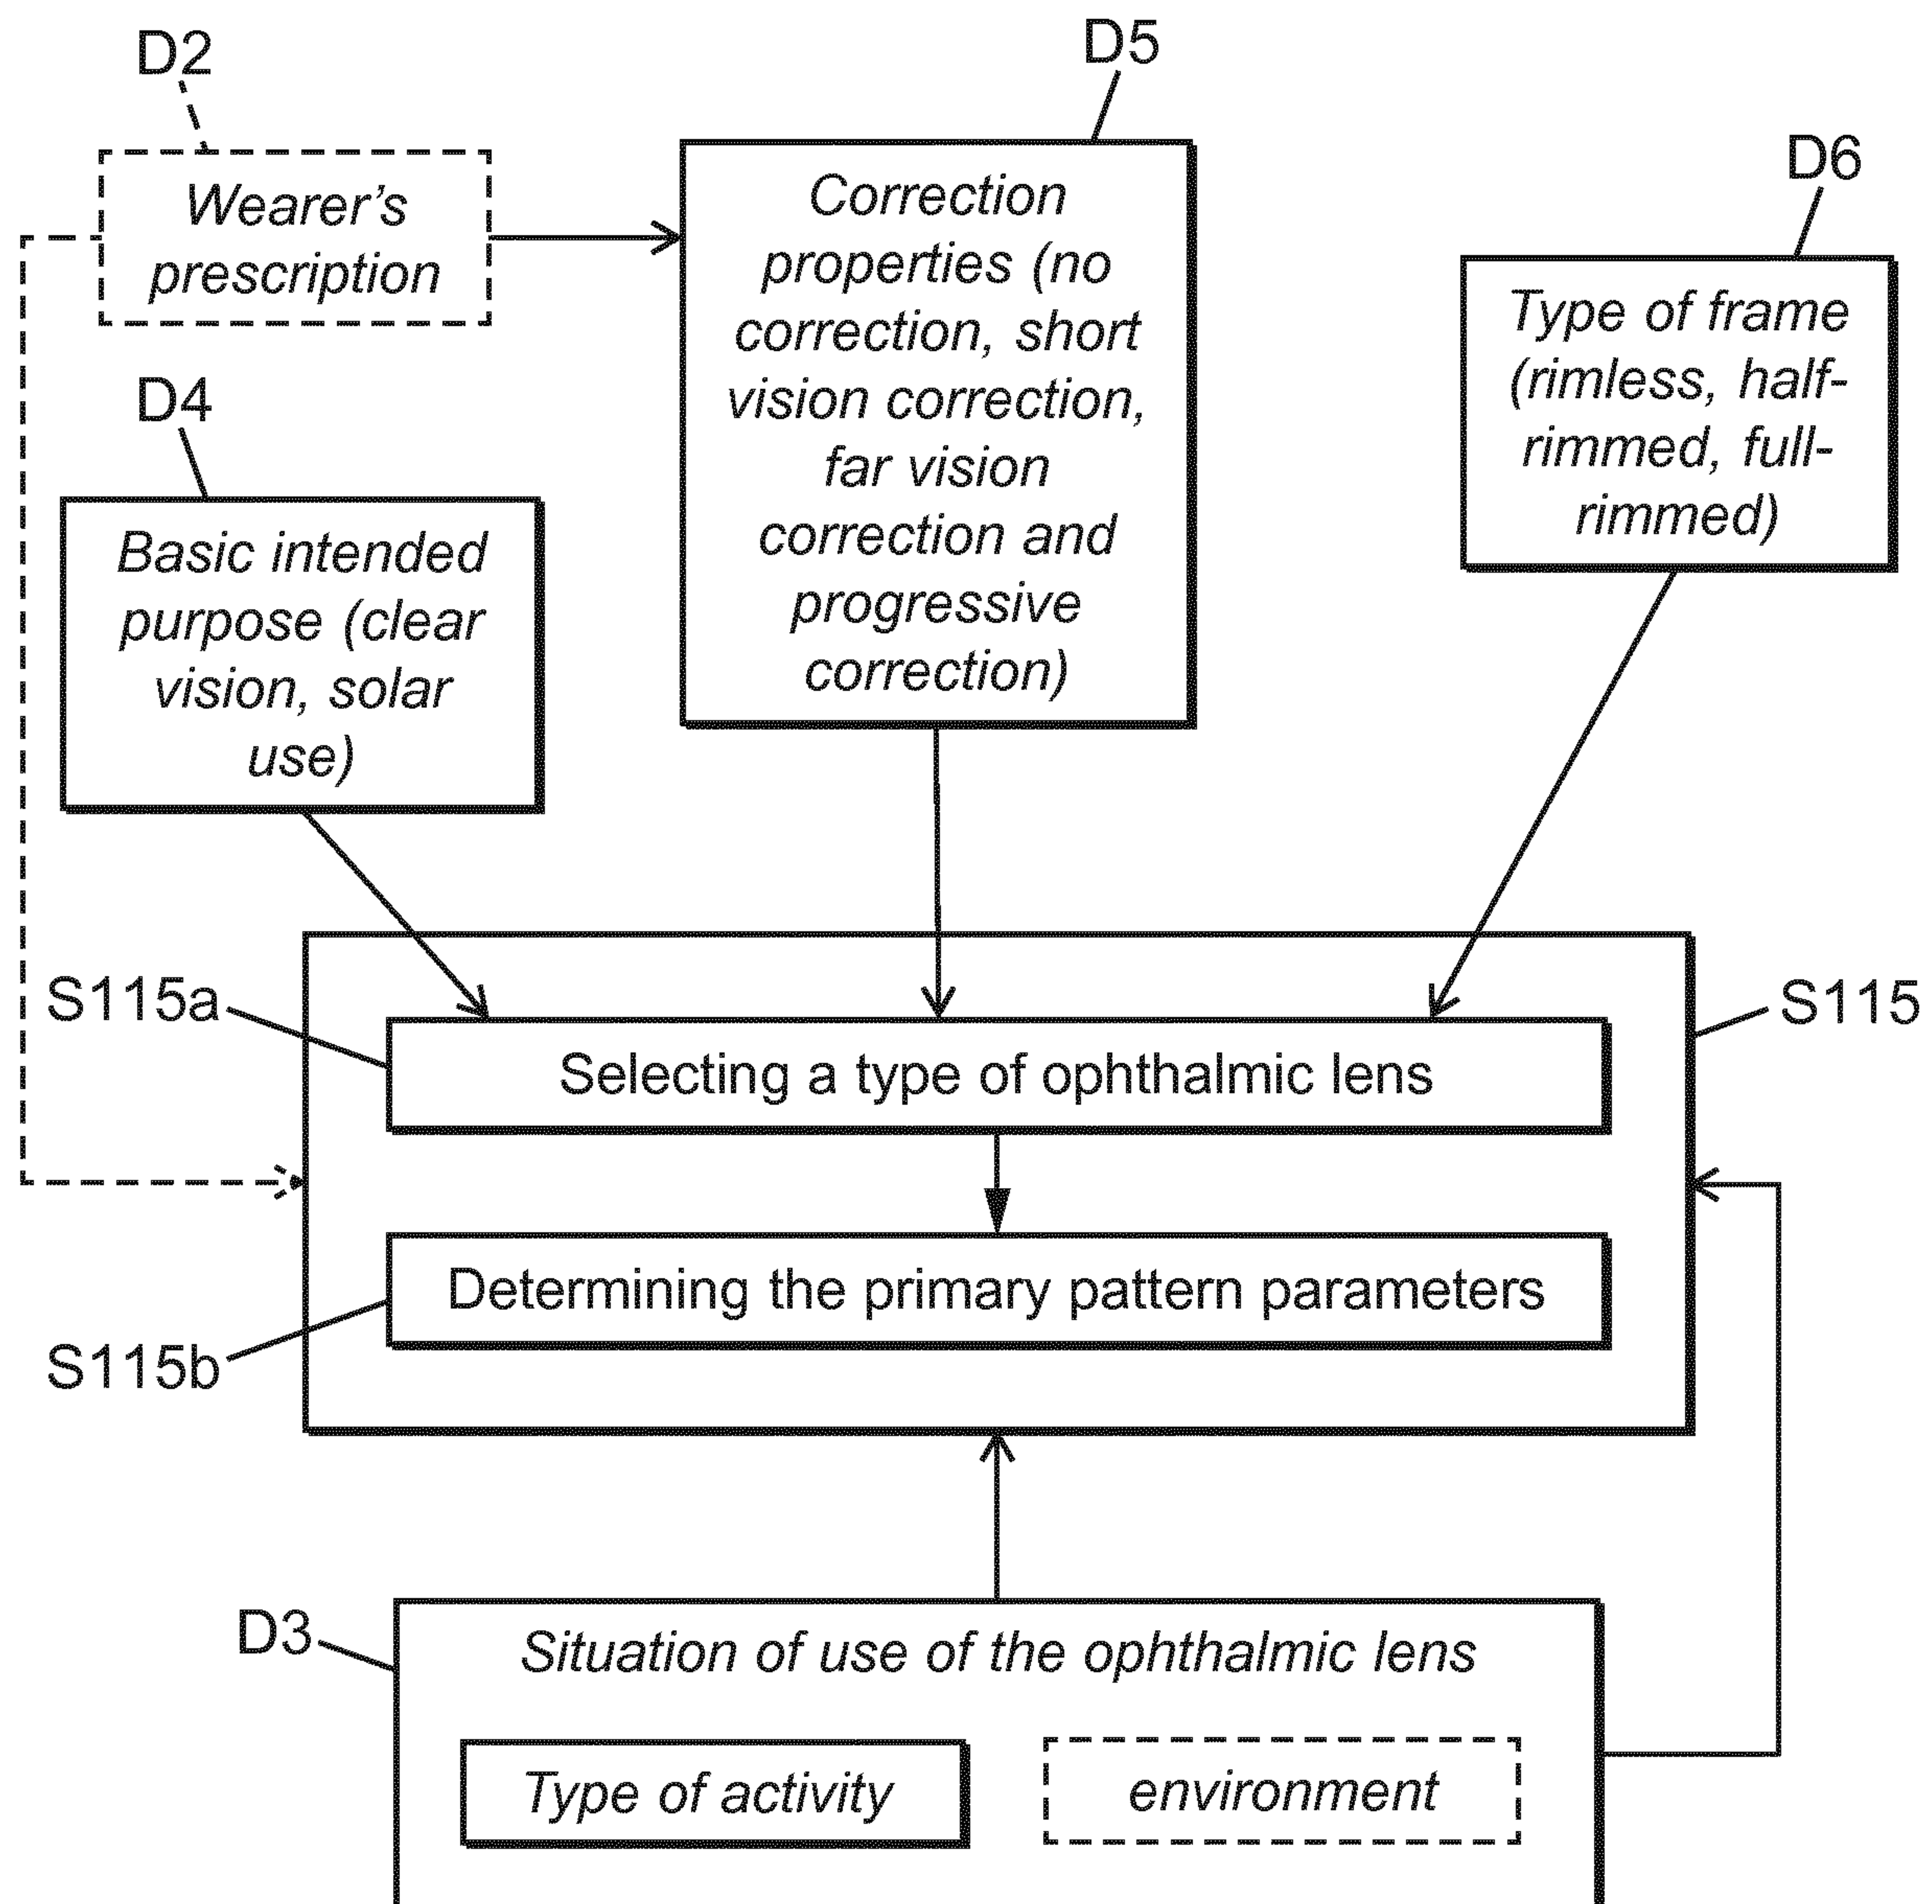 D2
Wearer's
prescription
D5
Correction
properties (no
correction, short
vision correction,
far vision
correction and
progressive
correction)
D6
Type of frame
(rimless, half-
rimmed, full-
rimmed)
D4
Basic intended
purpose (clear
vision, solar
use)
S115a
S115
Selecting a type of ophthalmic lens
Determining the primary pattern parameters
S115b
D3
Situation of use of the ophthalmic lens
Type of activity
environment